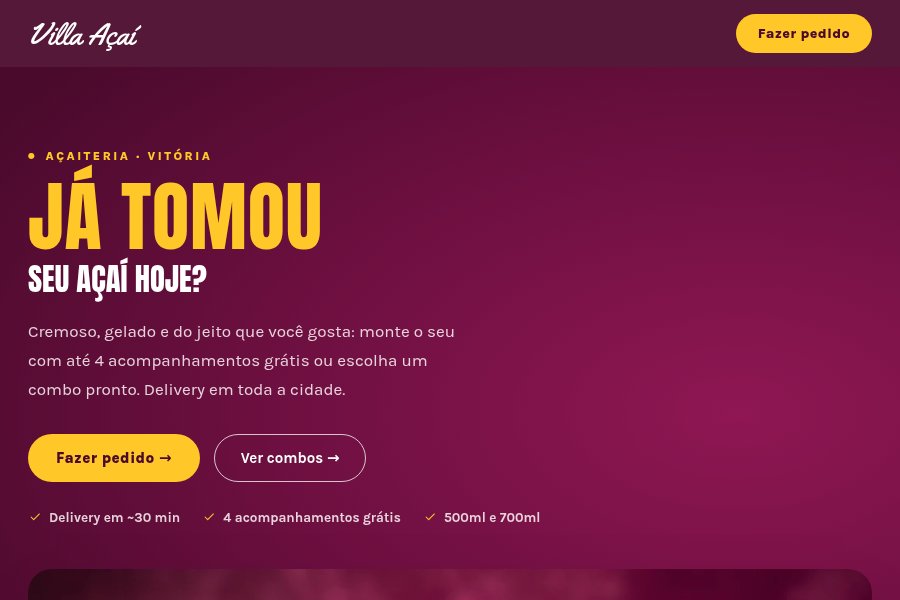 Villa Açaí
Fazer pedido
AÇAITERIA · VITÓRIA
JÁ TOMOU
SEU AÇAÍ HOJE?
Cremoso, gelado e do jeito que você gosta: monte o seu
com até 4 acompanhamentos grátis ou escolha um
combo pronto. Delivery em toda a cidade.
Fazer pedido →
Ver combos →
Delivery em ~30 min
4 acompanhamentos grátis
500ml e 700ml